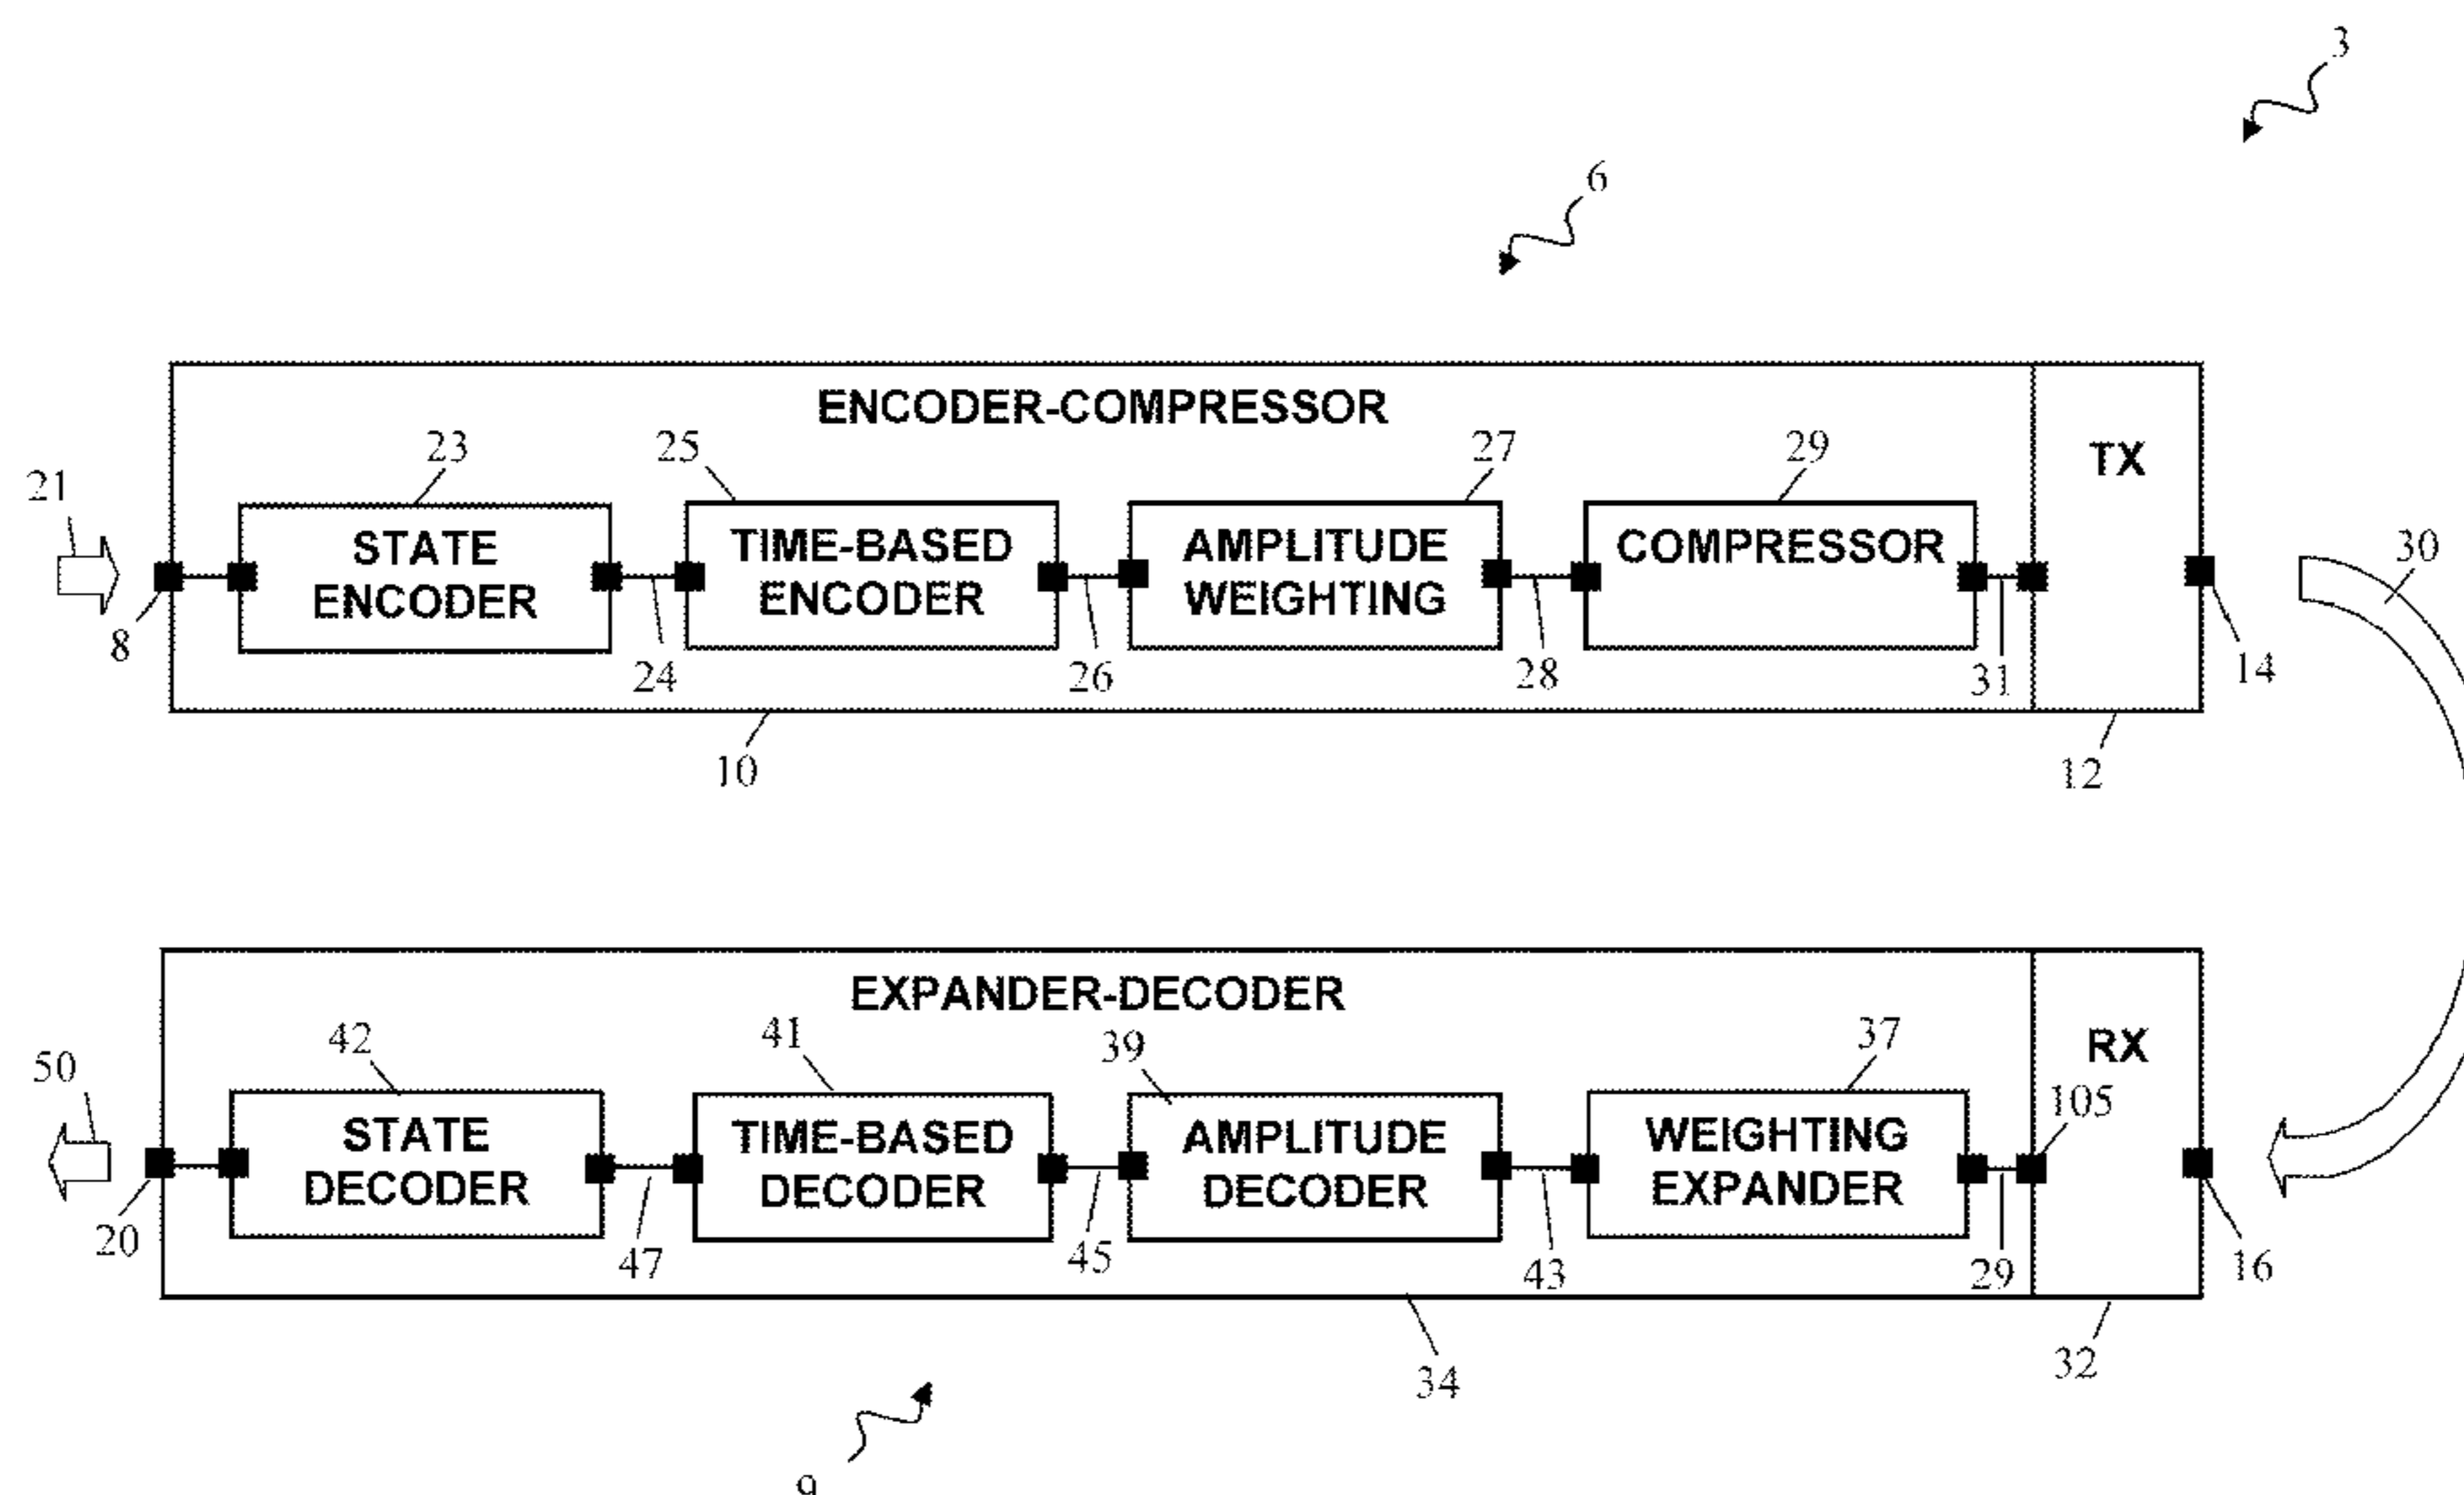 3
6
ENCODER-COMPRESSOR
23
25
27
29
TX
21
STATE
ENCODER
TIME-BASED
ENCODER
AMPLITUDE
WEIGHTING
COMPRESSOR
30
8
24
26
28
31
14
10
12
EXPANDER-DECODER
42
41
39
37
RX
50
105
STATE
DECODER
TIME-BASED
DECODER
AMPLITUDE
DECODER
WEIGHTING
EXPANDER
20
47
45
43
29
16
34
32
9